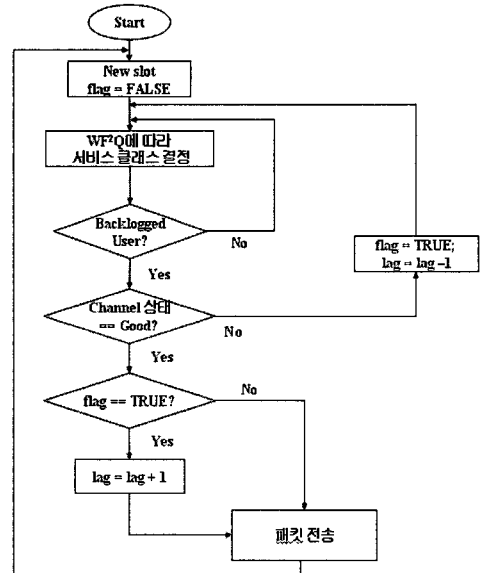 Start
New slot
flag = FALSE
WF²Q에 따라
서비스 클래스 결정
Backlogged
User?
No
Yes
flag = TRUE;
lag = lag –1
Channel 상태
== Good?
No
Yes
flag == TRUE?
No
Yes
lag = lag + 1
패킷 전송